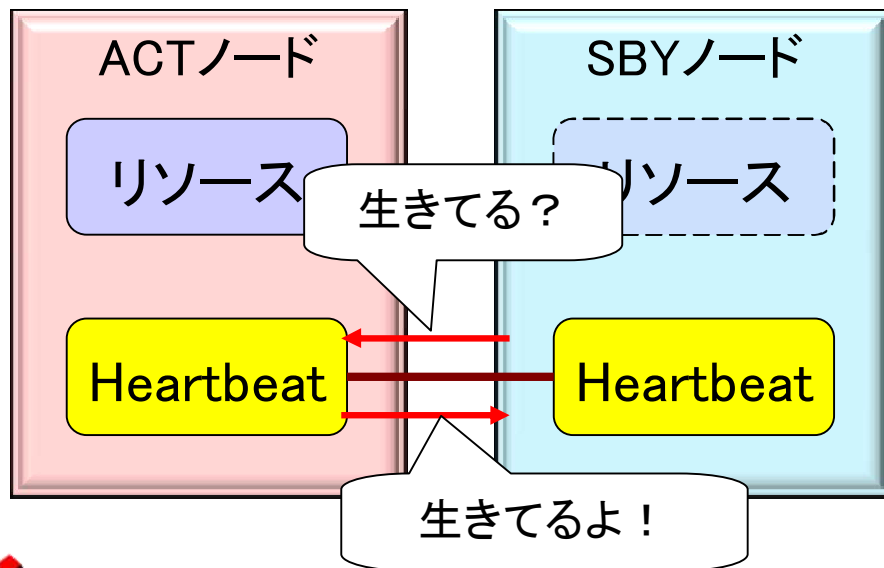 ACTノード
SBYノード
リソース
リソース
生きてる？
Heartbeat
Heartbeat
生きてるよ！